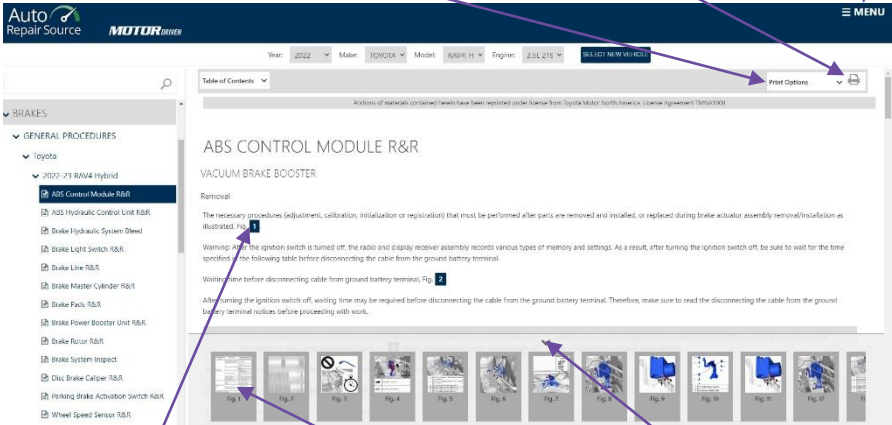 Auto
Repair Source MOTOR DRIVEN
☰ MENU
Year: 2022 Make: TOYOTA Model: RAV4: H Engine: 2.5L 219 SELECT NEW VEHICLE
Table of Contents
Print Options
Portions of materials contained herein have been reprinted under license from Toyota Motor North America, License Agreement TMNA1008
BRAKES
GENERAL PROCEDURES
Toyota
2022-23 RAV4 Hybrid
ABS Control Module R&R
ABS Hydraulic Control Unit R&R
Brake Hydraulic System Bleed
Brake Light Switch R&R
Brake Line R&R
Brake Master Cylinder R&R
Brake Pads R&R
Brake Power Booster Unit R&R
Brake Rotor R&R
Brake System Inspect
Disc Brake Caliper R&R
Parking Brake Activation Switch R&R
Wheel Speed Sensor R&R
ABS CONTROL MODULE R&R
VACUUM BRAKE BOOSTER
Removal
The necessary procedures (adjustment, calibration, initialization or registration) that must be performed after parts are removed and installed, or replaced during brake actuator assembly removal/installation as
illustrated, Fig. 1
Warning: After the ignition switch is turned off, the radio and display receiver assembly records various types of memory and settings. As a result, after turning the ignition switch off, be sure to wait for the time
specified in the following table before disconnecting the cable from the ground battery terminal.
Waiting time before disconnecting cable from ground battery terminal, Fig. 2
After turning the ignition switch off, waiting time may be required before disconnecting the cable from the ground battery terminal. Therefore, make sure to read the disconnecting the cable from the ground
battery terminal notices before proceeding with work.
Fig. 1 Fig. 2 Fig. 3 Fig. 4 Fig. 5 Fig. 6 Fig. 7 Fig. 8 Fig. 9 Fig. 10 Fig. 11 Fig. 12